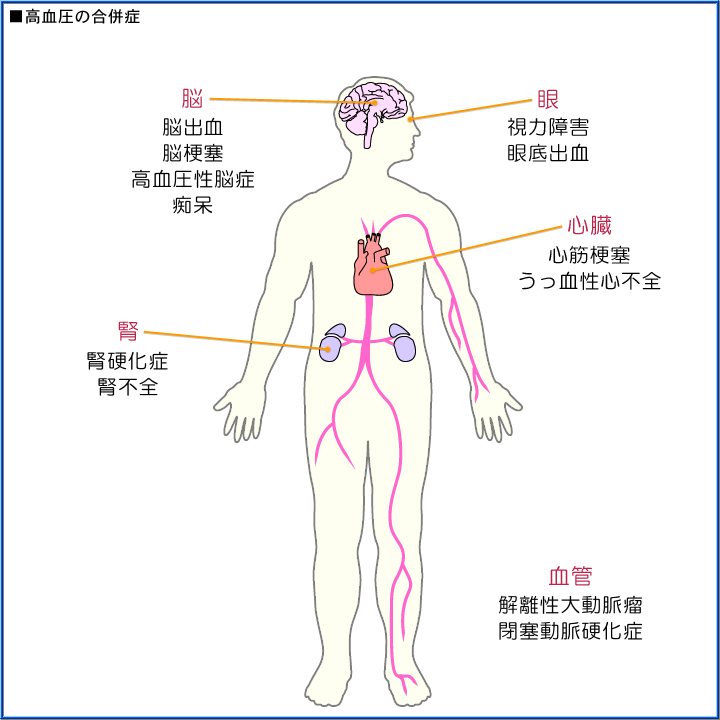 ■高血圧の合併症
脳
脳出血
脳梗塞
高血圧性脳症
痴呆
眼
視力障害
眼底出血
心臓
心筋梗塞
うっ血性心不全
腎
腎硬化症
腎不全
血管
解離性大動脈瘤
閉塞動脈硬化症